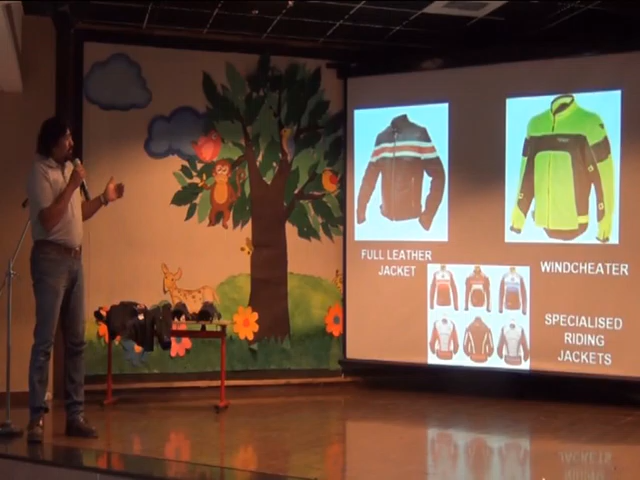 FULL LEATHER
JACKET
WINDCHEATER
SPECIALISED
RIDING
JACKETS